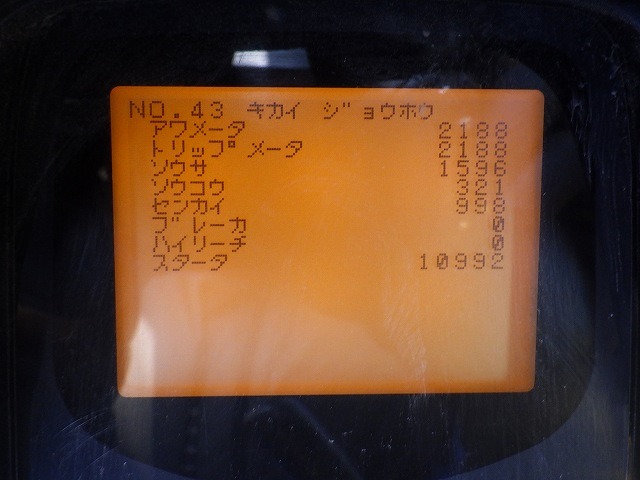 NO.43 キカイ ジョウホウ
アワメータ 2188
トリップメータ 2188
ソウサ 1596
ソウコウ 321
センカイ 998
ブレーカ 0
ハイリーチ 0
スタータ 10992